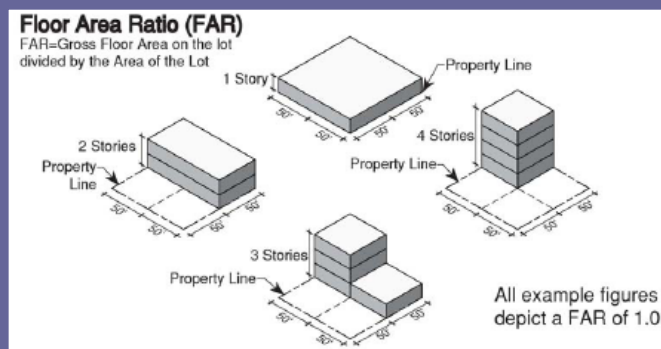 Floor Area Ratio (FAR)
FAR=Gross Floor Area on the lot
divided by the Area of the Lot
1 Story
Property Line
50'
50'
50'
50'
2 Stories
Property
Line
50'
50'
50'
50'
4 Stories
Property Line
50'
50'
50'
50'
3 Stories
Property Line
50'
50'
50'
50'
All example figures
depict a FAR of 1.0